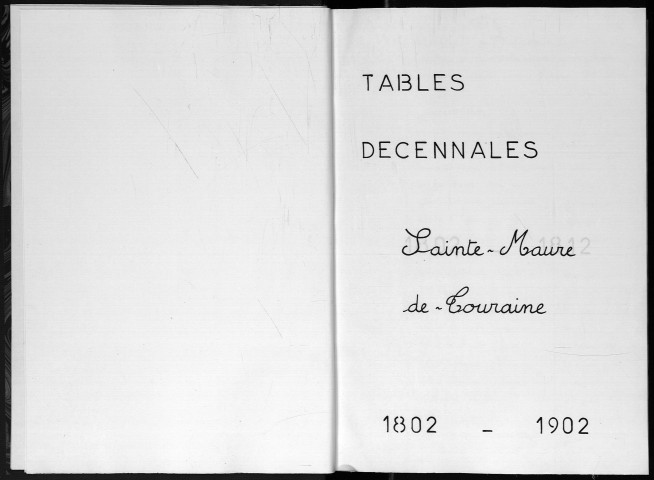 TABLES
DECENNALES
Sainte-Maure
de-Touraine
1802 - 1902